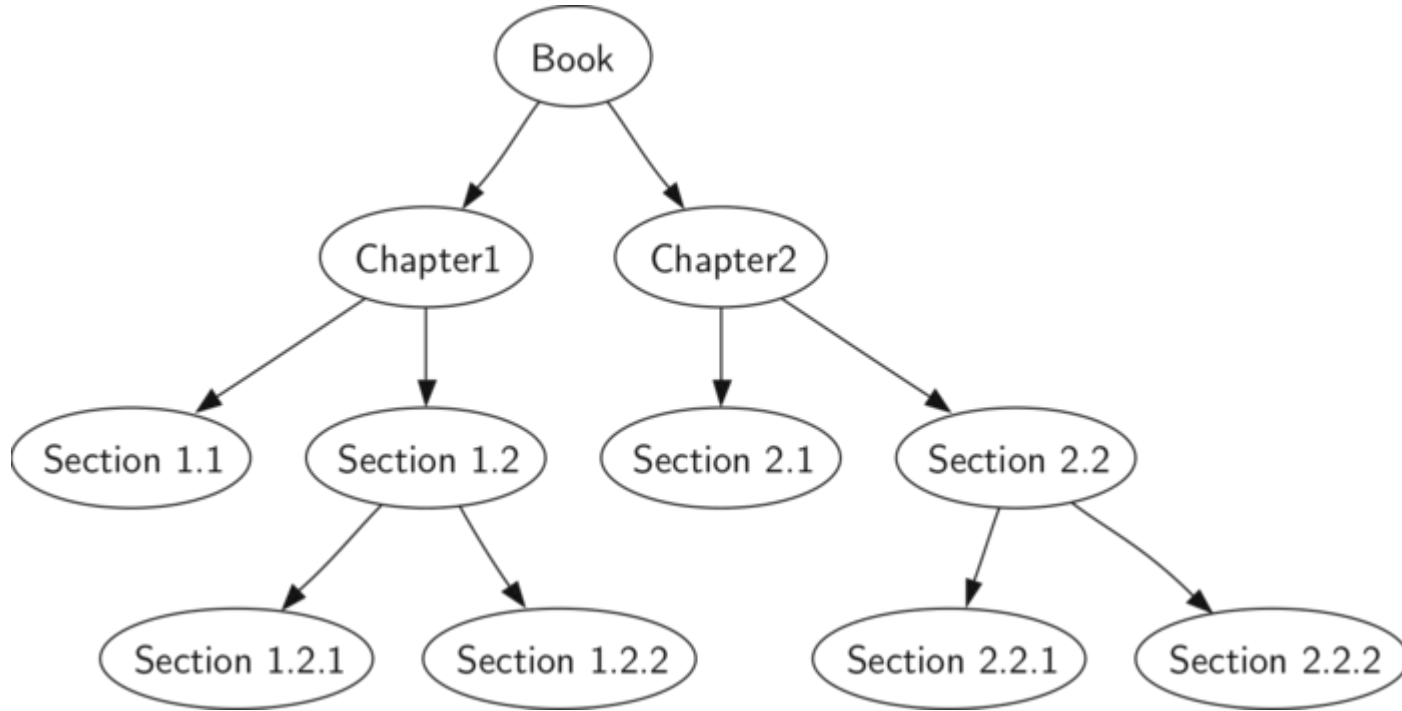 Book
Chapter1
Chapter2
Section 1.1
Section 1.2
Section 2.1
Section 2.2
Section 1.2.1
Section 1.2.2
Section 2.2.1
Section 2.2.2